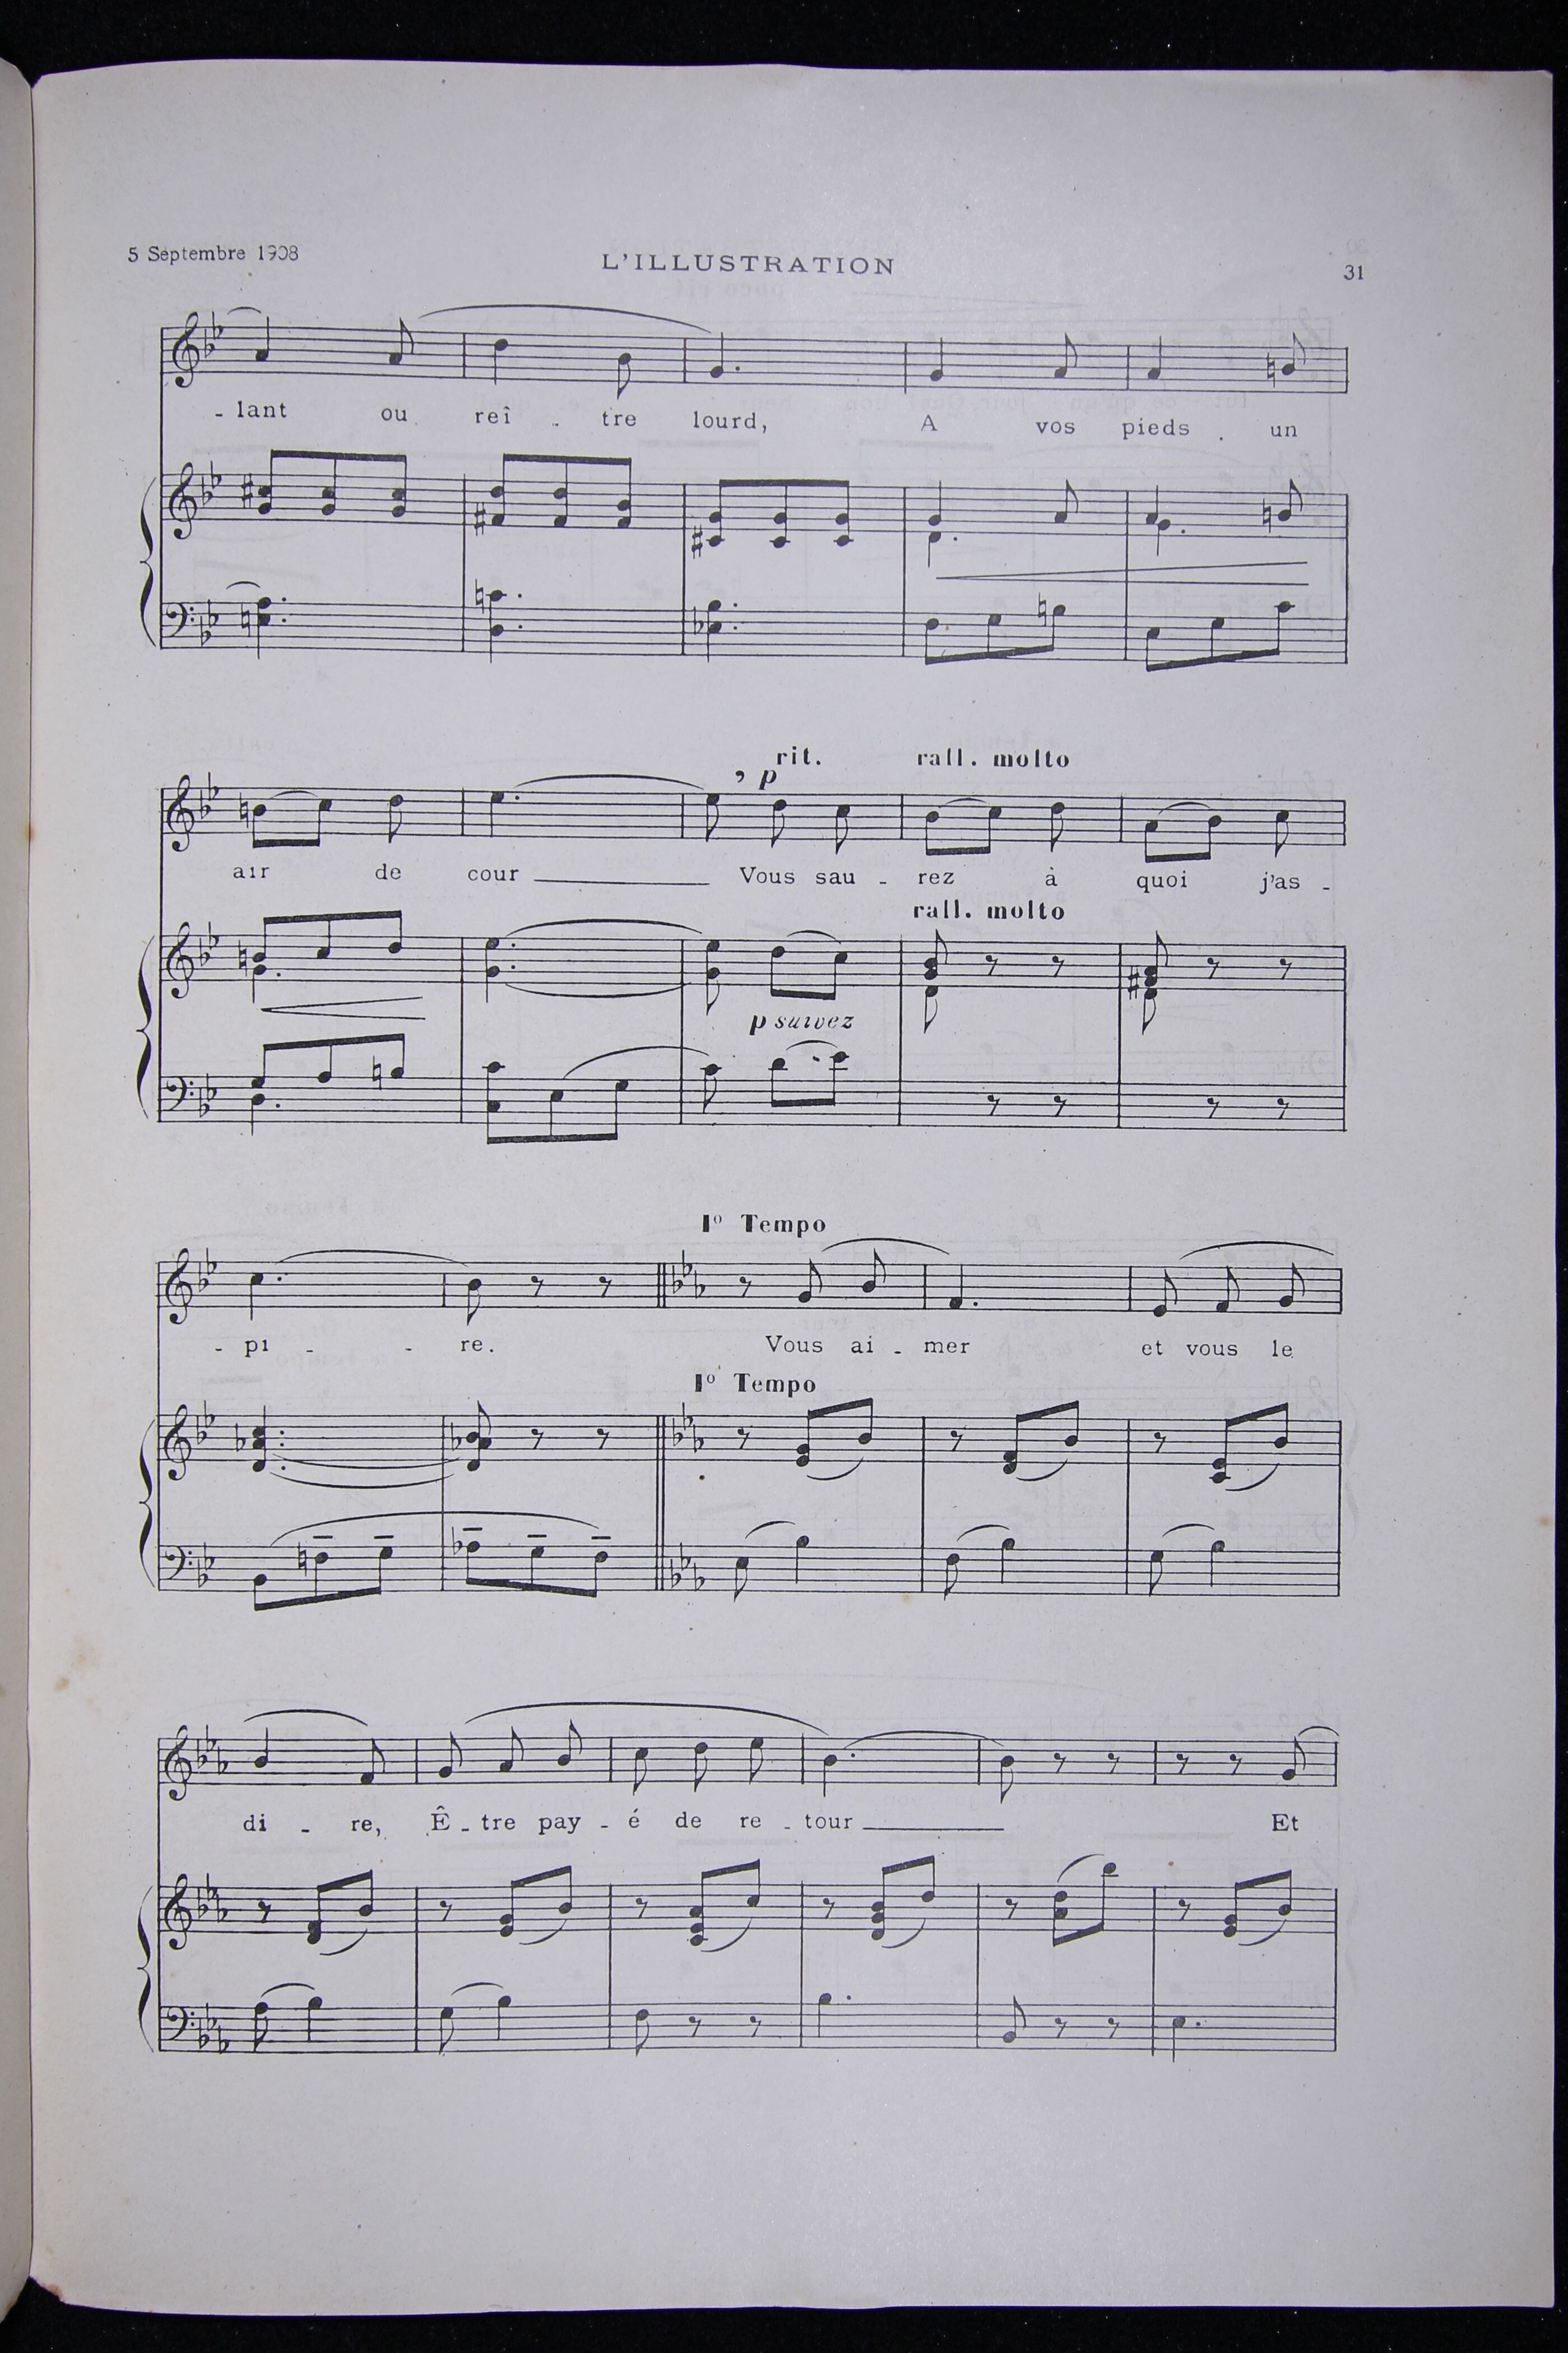 5 Septembre 1908
L'ILLUSTRATION
31
- lant ou reî - tre lourd, A vos pieds . un
rit.
rall. molto
, p
air de cour Vous sau - rez à quoi j'as -
rall. molto
p suivez
1º Tempo
- pi - - re. Vous ai - mer et vous le
1º Tempo
di - re, Ê - tre pay - é de re - tour Et